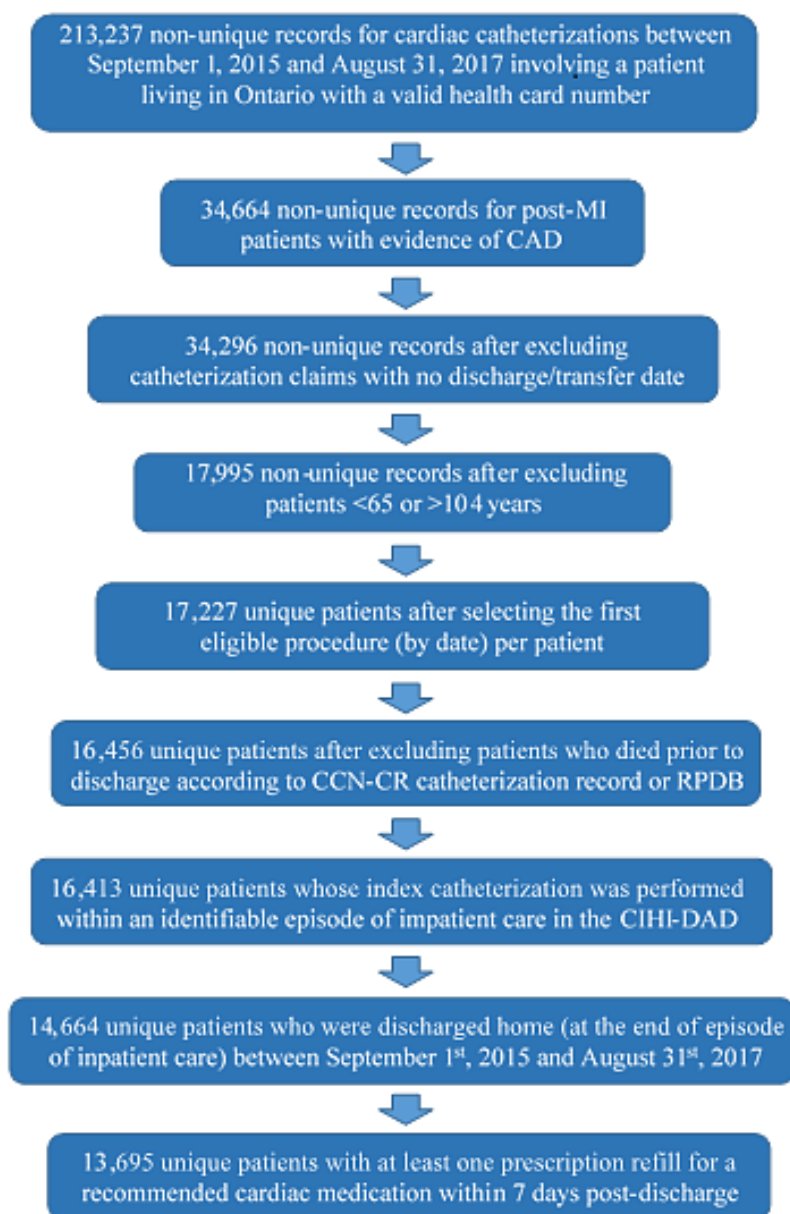 213,237 non-unique records for cardiac catheterizations between
September 1, 2015 and August 31, 2017 involving a patient
living in Ontario with a valid health card number
34,664 non-unique records for post-MI
patients with evidence of CAD
34,296 non-unique records after excluding
catheterization claims with no discharge/transfer date
17,995 non-unique records after excluding
patients <65 or >104 years
17,227 unique patients after selecting the first
eligible procedure (by date) per patient
16,456 unique patients after excluding patients who died prior to
discharge according to CCN-CR catheterization record or RPDB
16,413 unique patients whose index catheterization was performed
within an identifiable episode of impatient care in the CIHI-DAD
14,664 unique patients who were discharged home (at the end of episode
of inpatient care) between September 1st, 2015 and August 31st, 2017
13,695 unique patients with at least one prescription refill for a
recommended cardiac medication within 7 days post-discharge